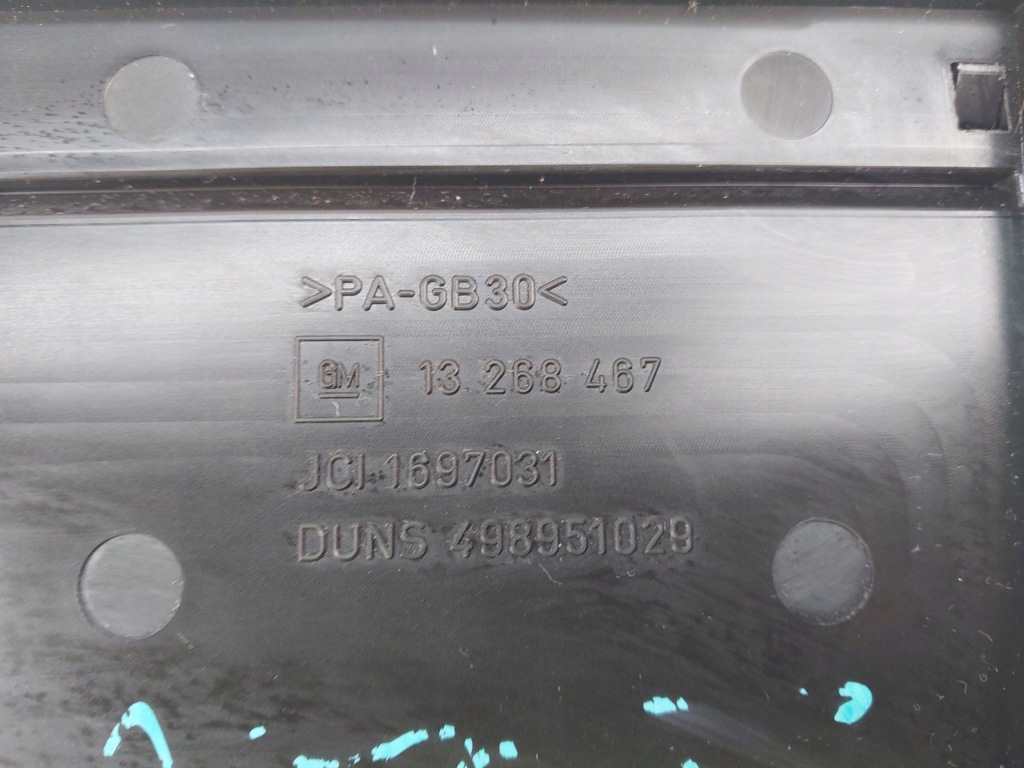 >PA-GB30<
GM 13 268 467
JCI 1697031
DUNS 498951029